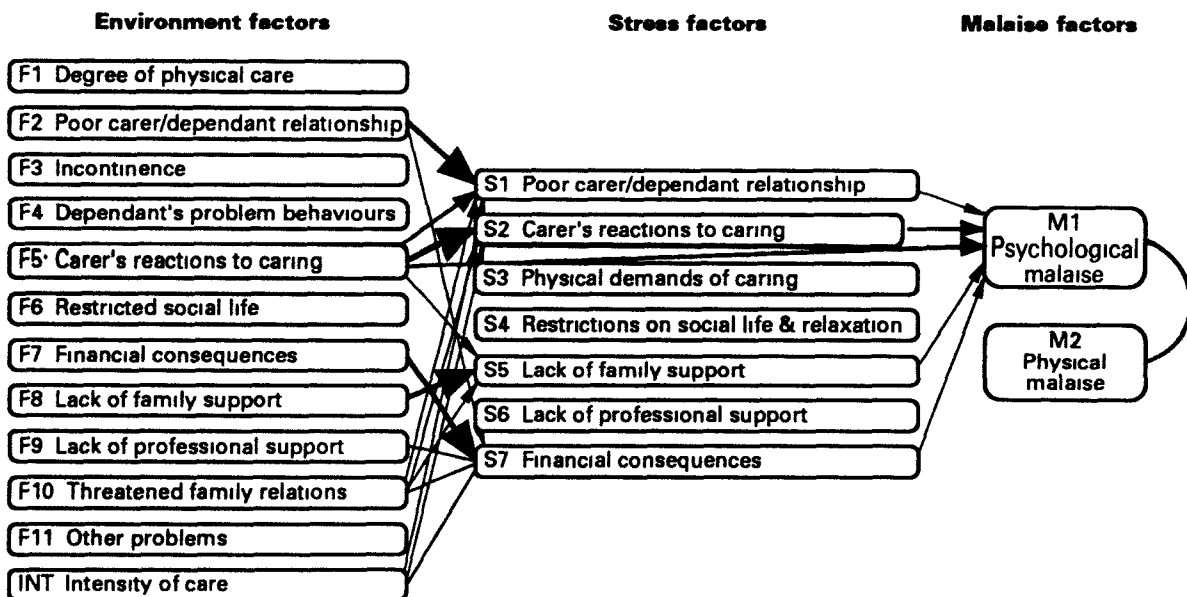 Environment factors
Stress factors
Malaise factors
F1 Degree of physical care
F2 Poor carer/dependant relationship
F3 Incontinence
F4 Dependant's problem behaviours
F5· Carer's reactions to caring
F6 Restricted social life
F7 Financial consequences
F8 Lack of family support
F9 Lack of professional support
F10 Threatened family relations
F11 Other problems
INT Intensity of care
S1 Poor carer/dependant relationship
S2 Carer's reactions to caring
S3 Physical demands of caring
S4 Restrictions on social life & relaxation
S5 Lack of family support
S6 Lack of professional support
S7 Financial consequences
M1
Psychological
malaise
M2
Physical
malaise